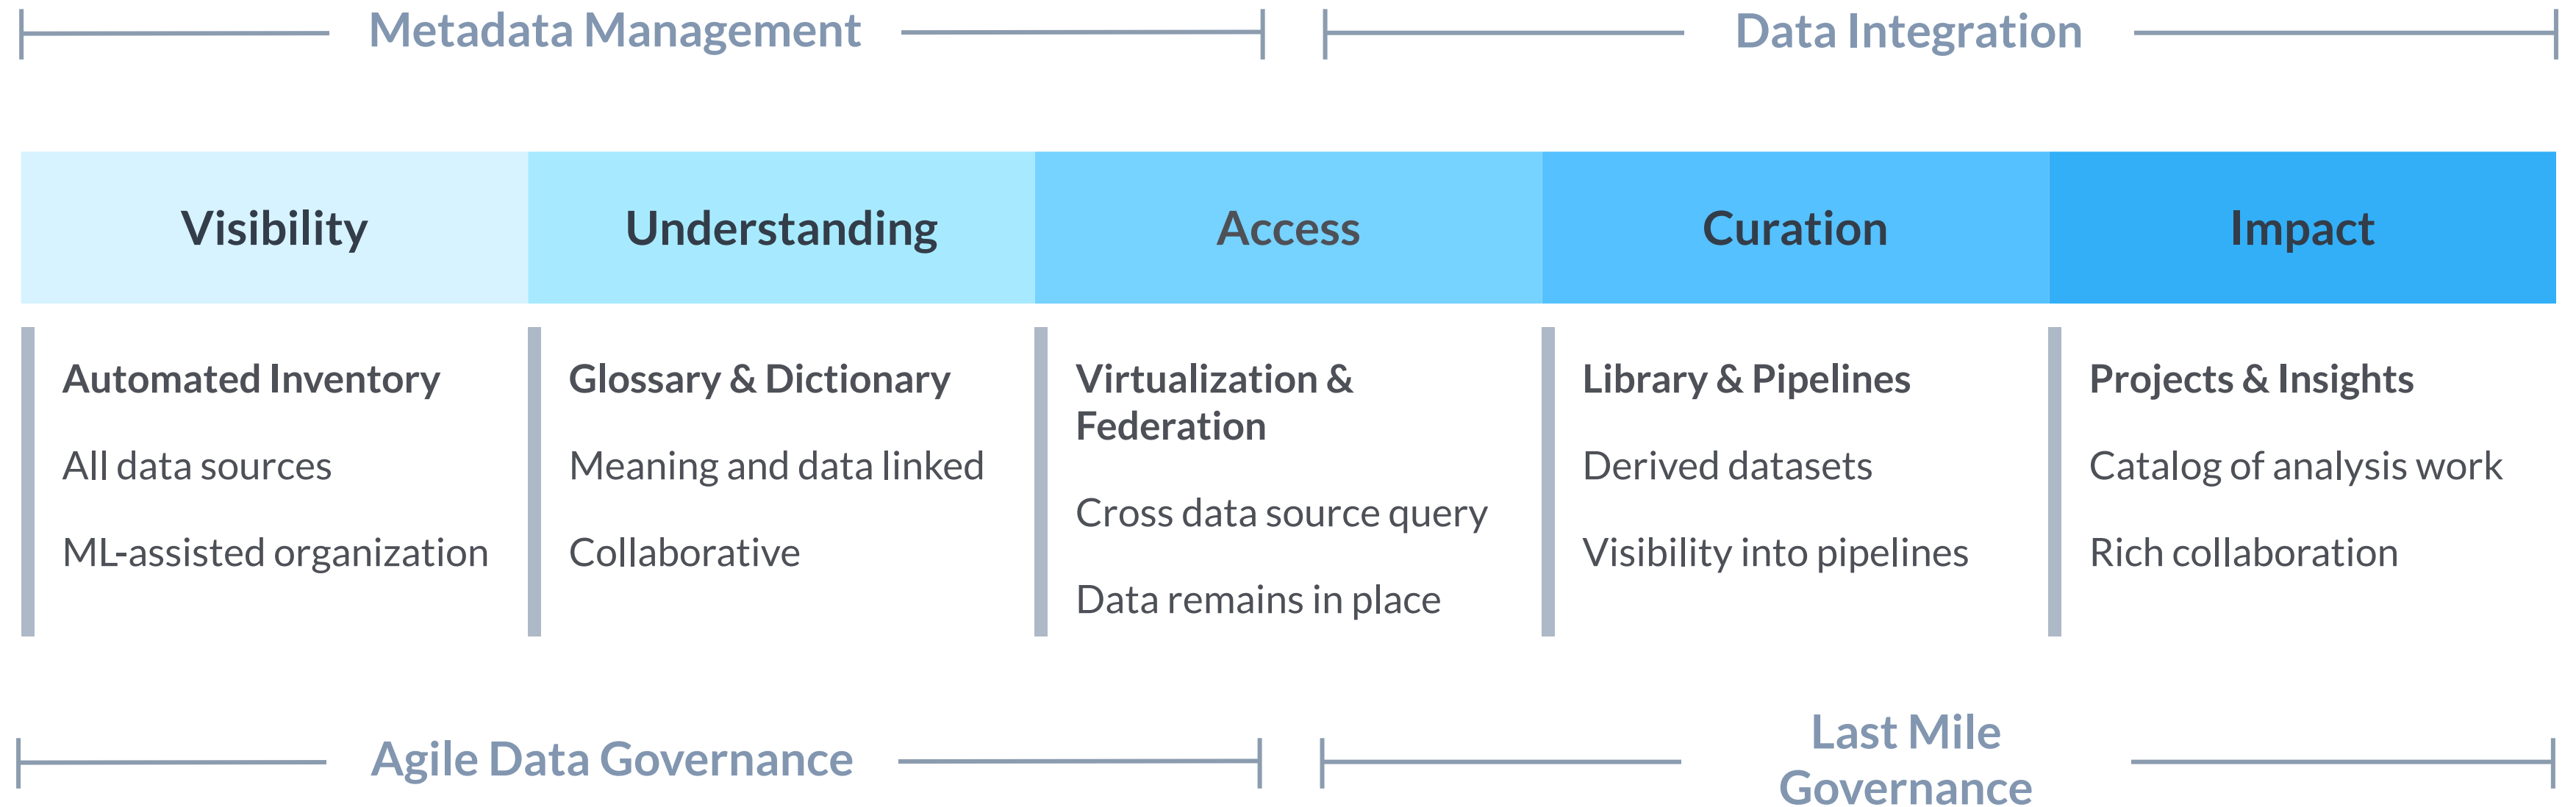 Metadata Management
Data Integration
Visibility
Understanding
Access
Curation
Impact
Automated Inventory
All data sources
ML-assisted organization
Glossary & Dictionary
Meaning and data linked
Collaborative
Virtualization &
Federation
Cross data source query
Data remains in place
Library & Pipelines
Derived datasets
Visibility into pipelines
Projects & Insights
Catalog of analysis work
Rich collaboration
Agile Data Governance
Last Mile
Governance